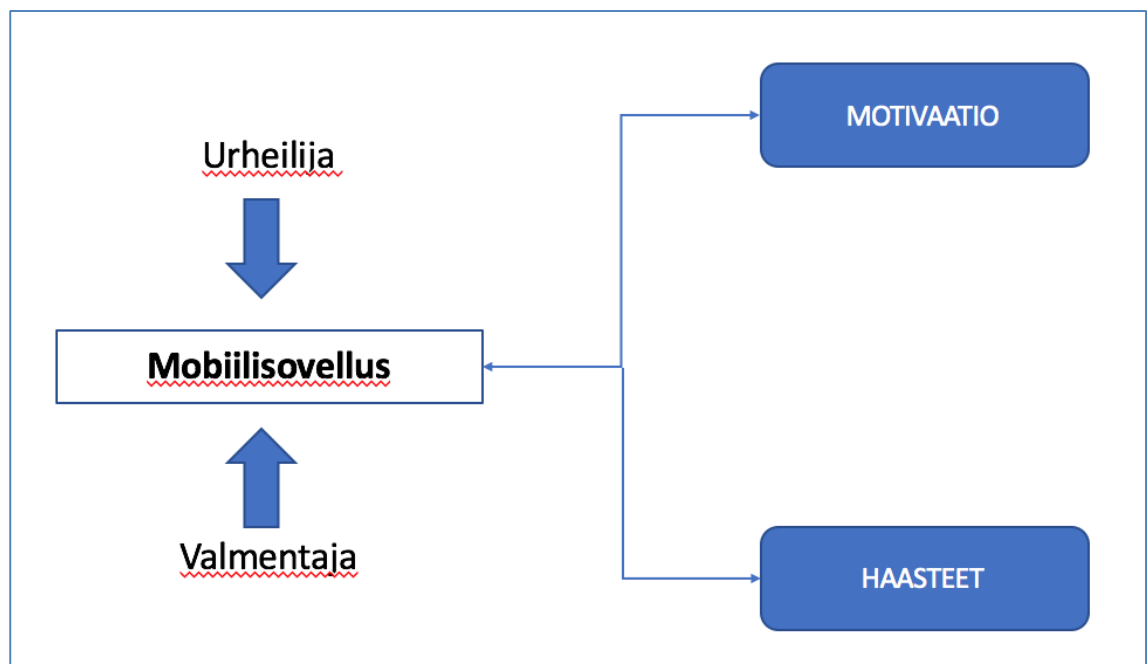 Urheilija
Mobiilisovellus
Valmentaja
MOTIVAATIO
HAASTEET